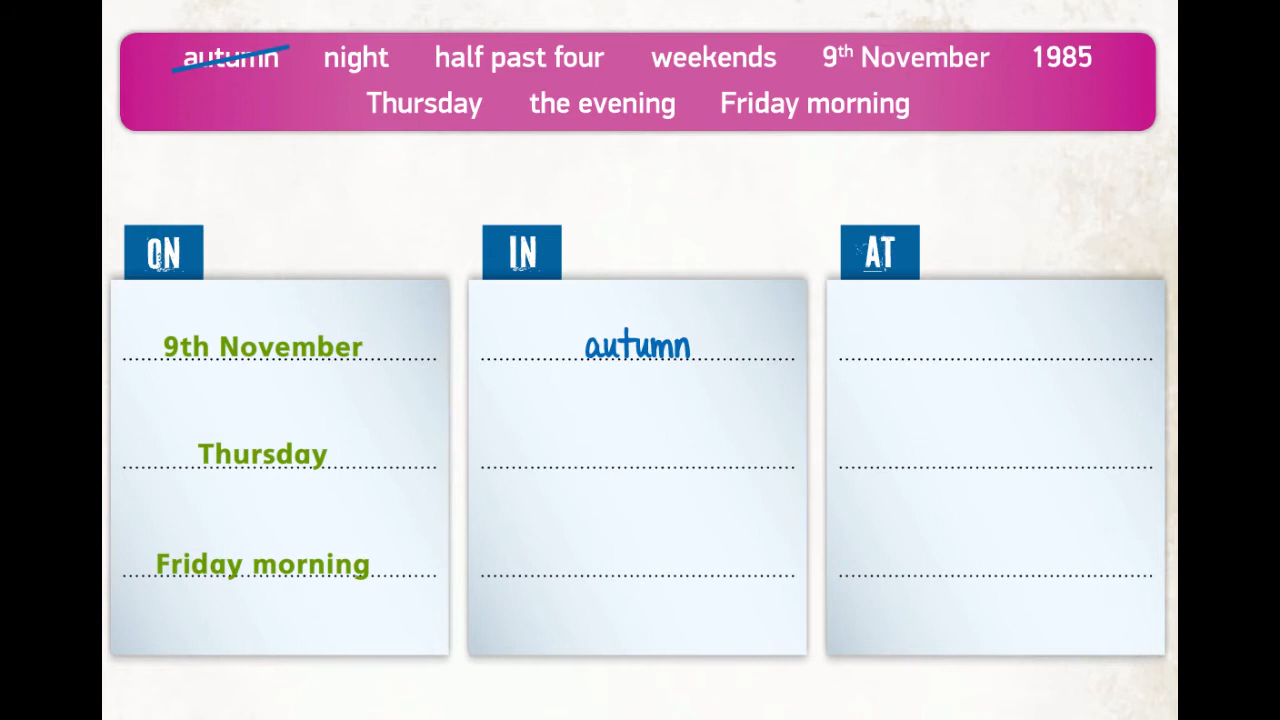 autumn night half past four weekends 9th November 1985
Thursday the evening Friday morning
ON IN AT
9th November autumn
Thursday
Friday morning